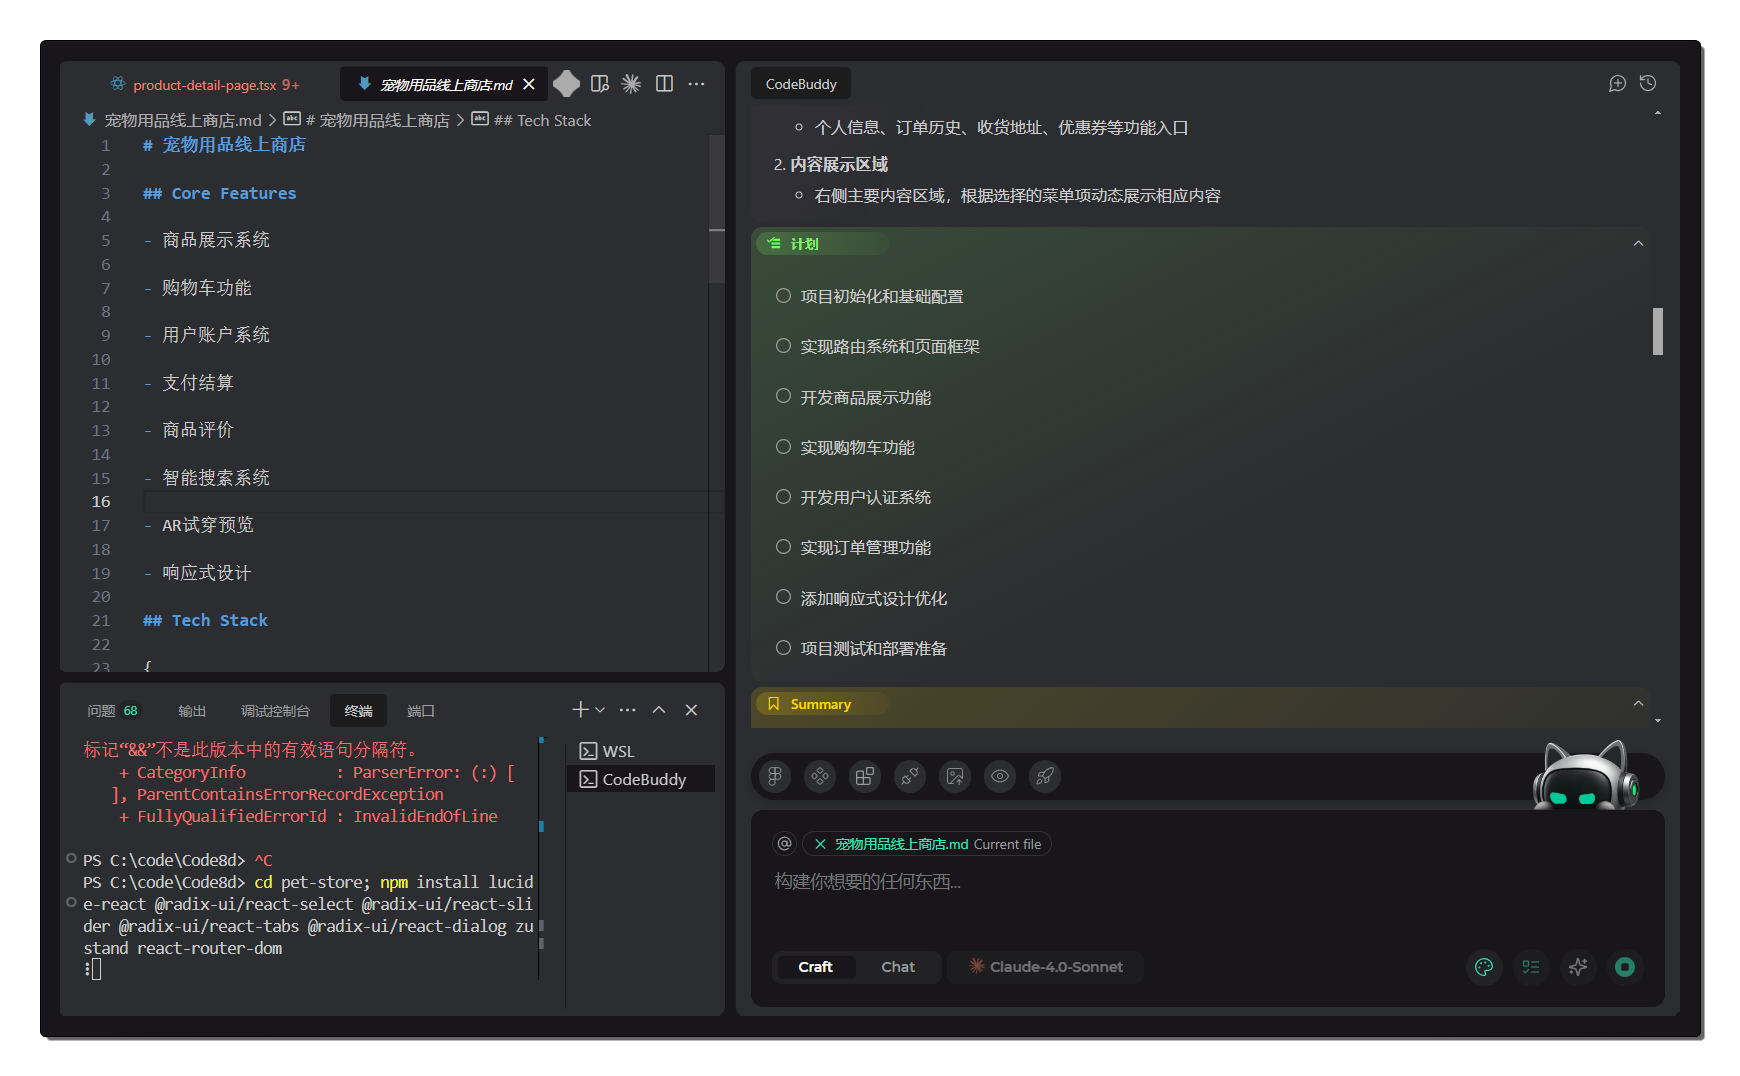 product-detail-page.tsx 9+
宠物用品线上商店.md
宠物用品线上商店.md > # 宠物用品线上商店 > ## Tech Stack
1 # 宠物用品线上商店
2
3 ## Core Features
4
5 - 商品展示系统
6
7 - 购物车功能
8
9 - 用户账户系统
10
11 - 支付结算
12
13 - 商品评价
14
15 - 智能搜索系统
16
17 - AR试穿预览
18
19 - 响应式设计
20
21 ## Tech Stack
22
23 {
问题 68 输出 调试控制台 终端 端口
标记“&&”不是此版本中的有效语句分隔符。
+ CategoryInfo : ParserError: (:) [
], ParentContainsErrorRecordException
+ FullyQualifiedErrorId : InvalidEndOfLine
PS C:\code\Code8d> ^C
PS C:\code\Code8d> cd pet-store; npm install lucid
e-react @radix-ui/react-select @radix-ui/react-sli
der @radix-ui/react-tabs @radix-ui/react-dialog zu
stand react-router-dom
WSL
CodeBuddy
CodeBuddy
个人信息、订单历史、收货地址、优惠券等功能入口
2. 内容展示区域
右侧主要内容区域，根据选择的菜单项动态展示相应内容
计划
项目初始化和基础配置
实现路由系统和页面框架
开发商品展示功能
实现购物车功能
开发用户认证系统
实现订单管理功能
添加响应式设计优化
项目测试和部署准备
Summary
@ 宠物用品线上商店.md Current file
构建你想要的任何东西...
Craft Chat Claude-4.0-Sonnet